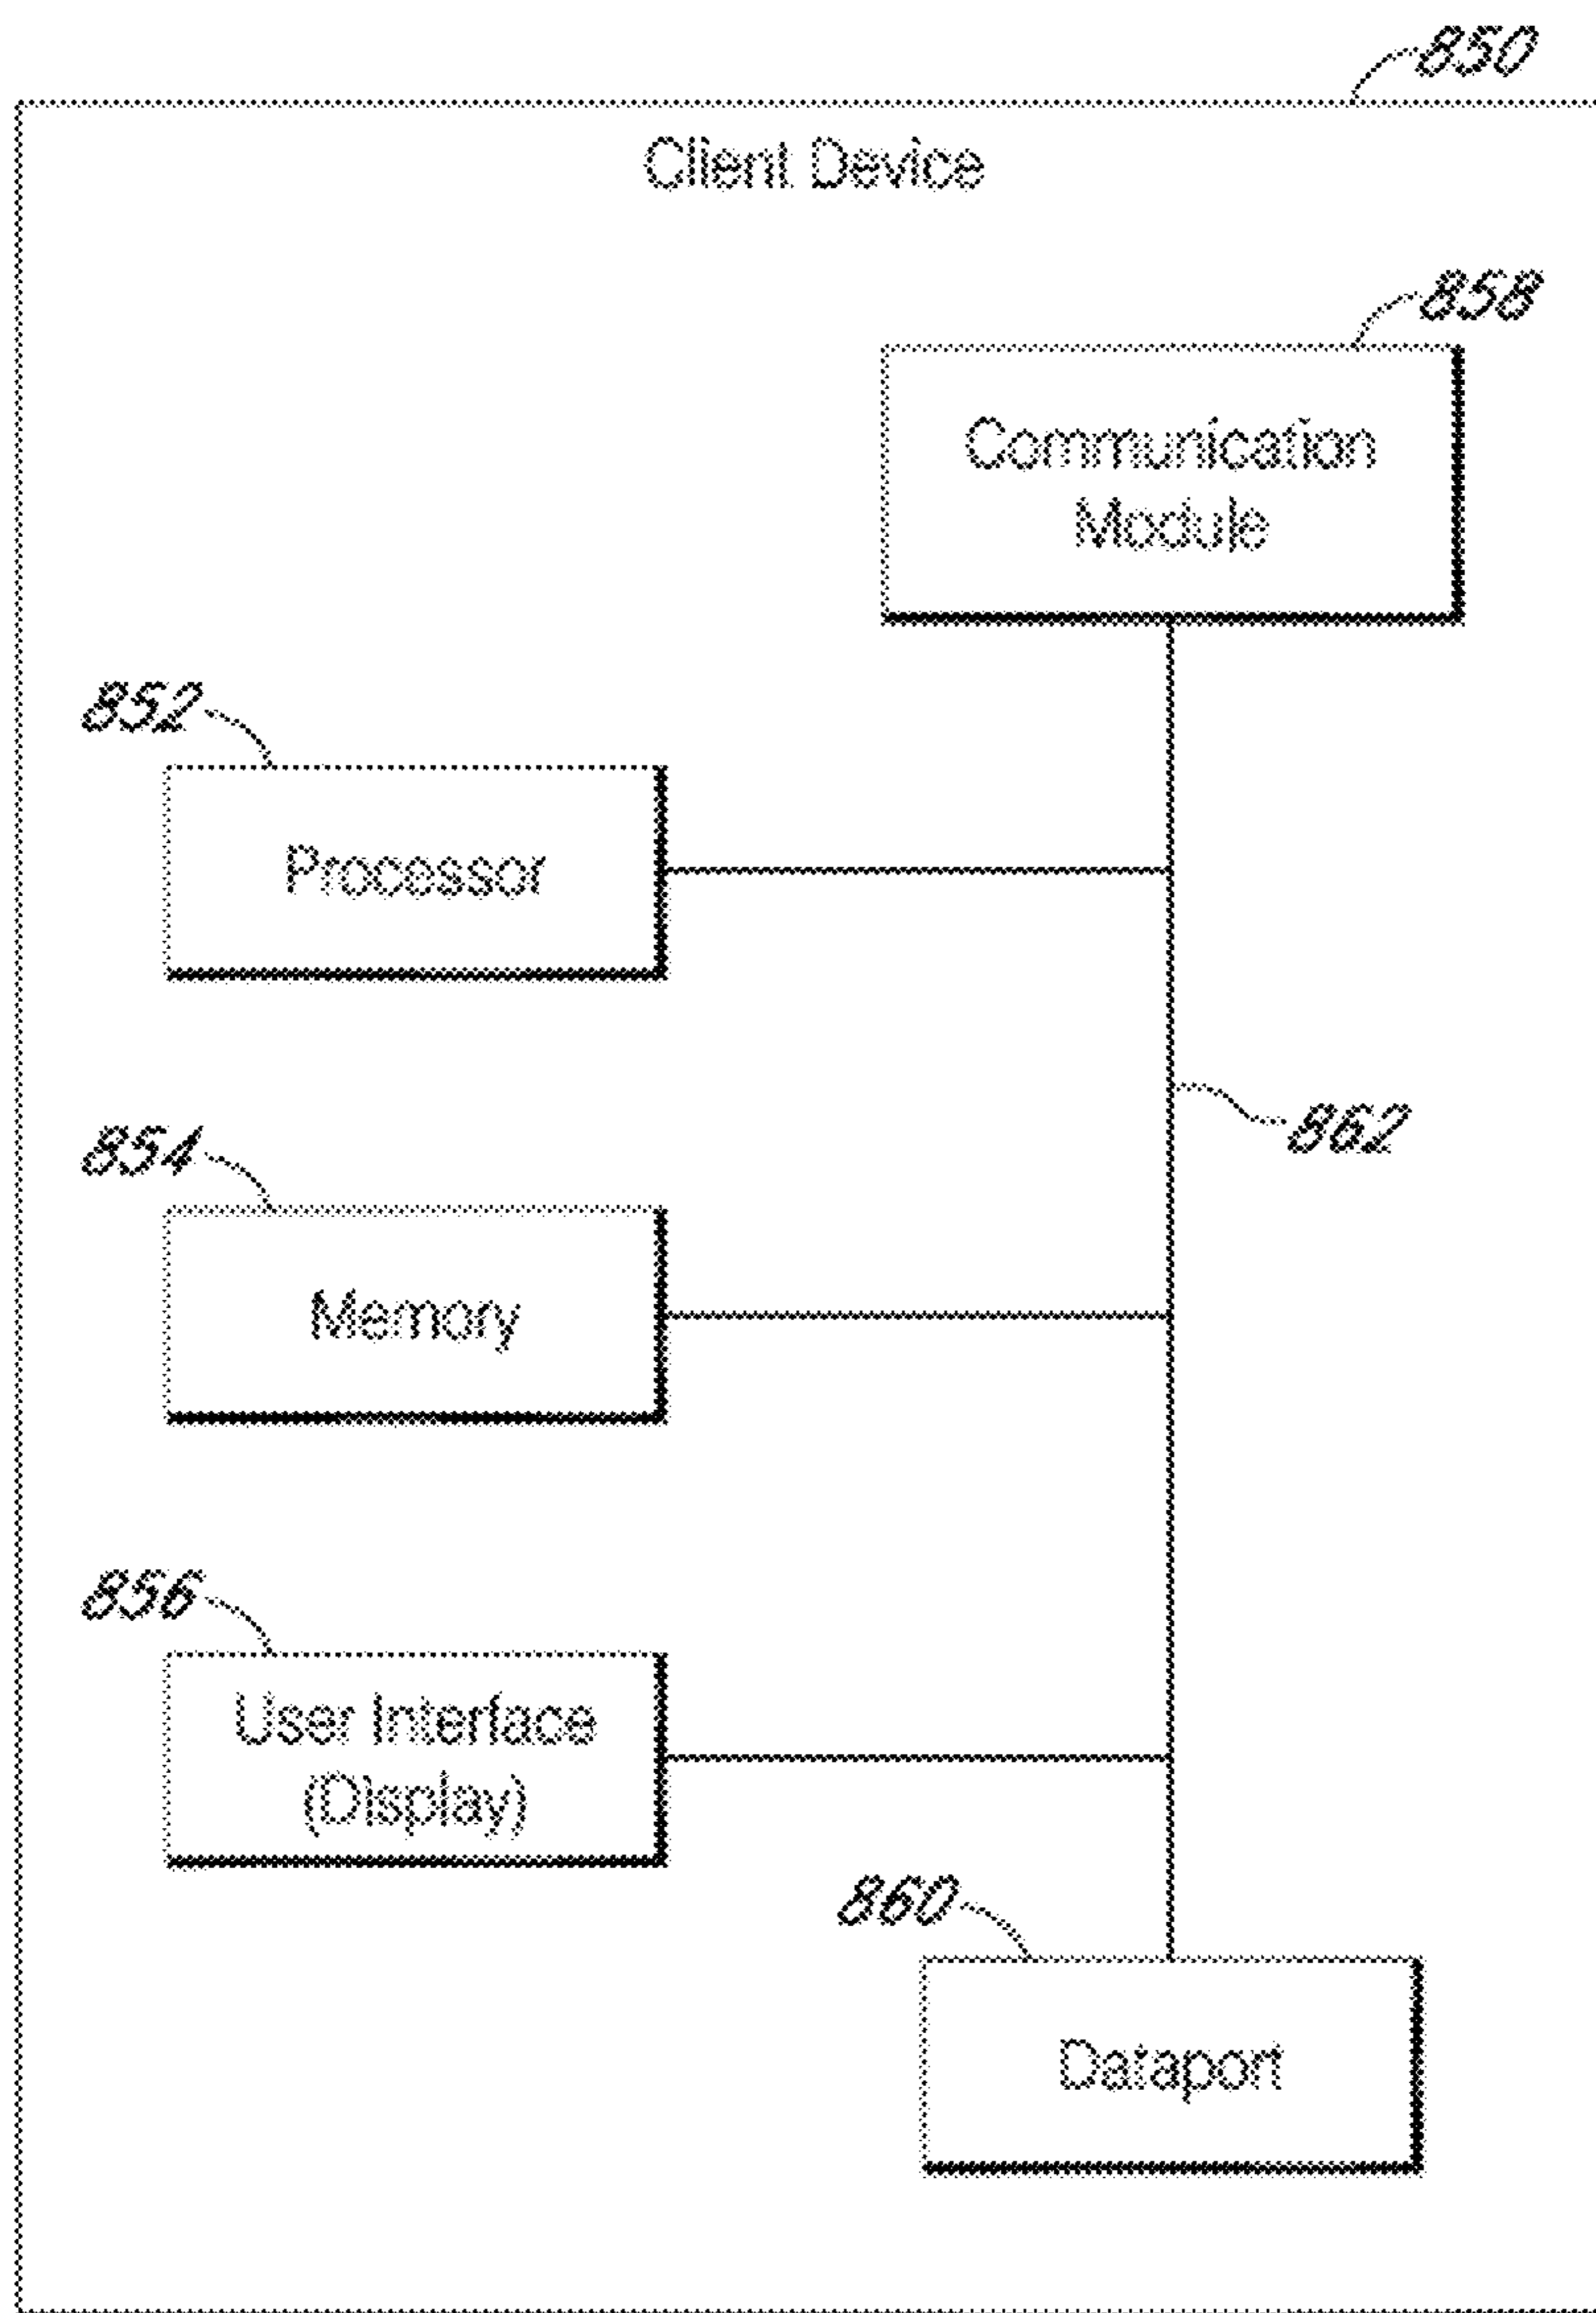 850
Client Device
858
Communication
Module
852
Processor
862
854
Memory
856
User Interface
(Display)
860
Dataport